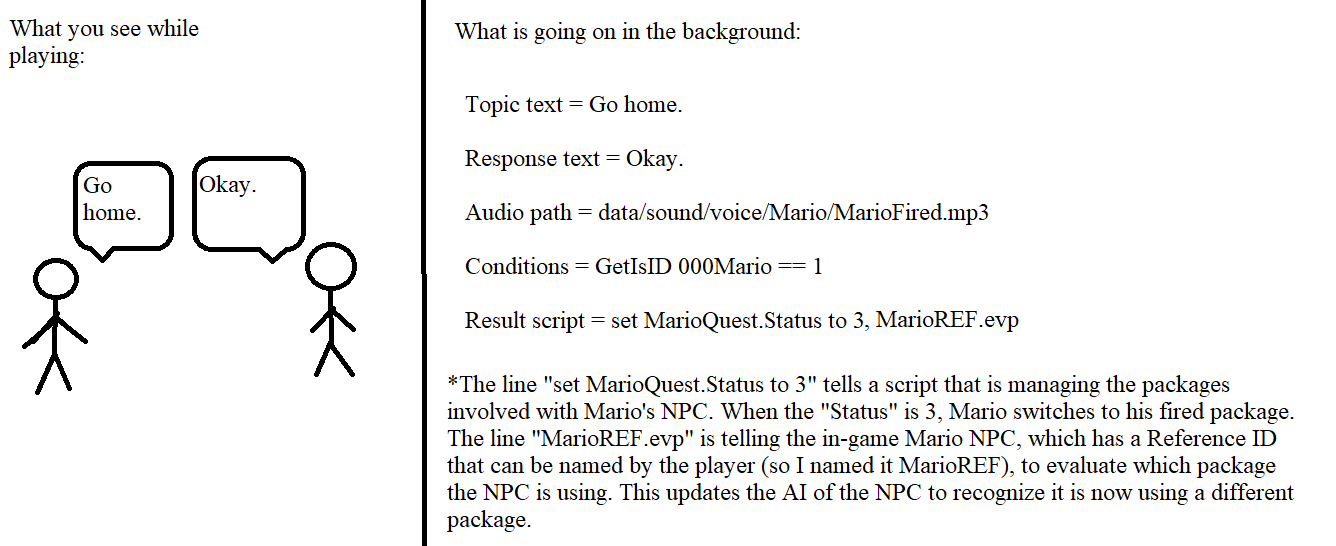 What you see while
playing:
Go
home.
Okay.
What is going on in the background:
Topic text = Go home.
Response text = Okay.
Audio path = data/sound/voice/Mario/MarioFired.mp3
Conditions = GetIsID 000Mario == 1
Result script = set MarioQuest.Status to 3, MarioREF.evp
*The line "set MarioQuest.Status to 3" tells a script that is managing the packages
involved with Mario's NPC. When the "Status" is 3, Mario switches to his fired package.
The line "MarioREF.evp" is telling the in-game Mario NPC, which has a Reference ID
that can be named by the player (so I named it MarioREF), to evaluate which package
the NPC is using. This updates the AI of the NPC to recognize it is now using a different
package.